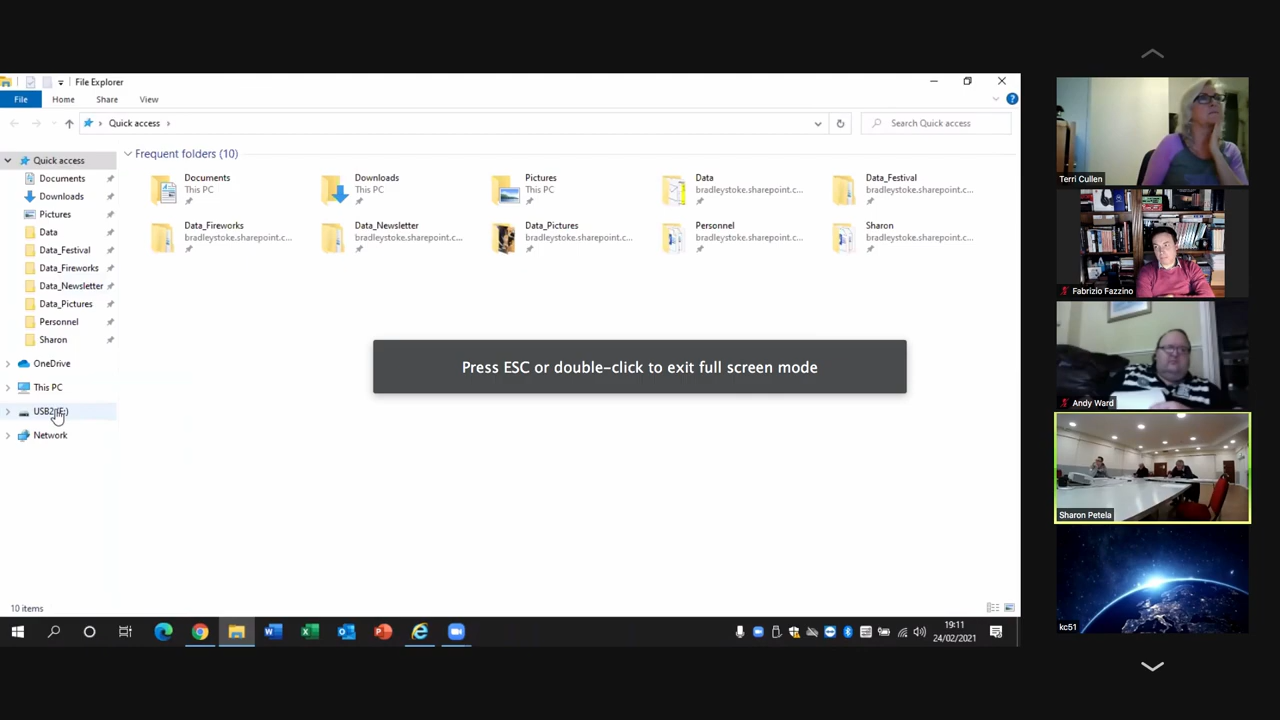 File Explorer
File Home Share View
Quick access
Search Quick access
Quick access
Documents
Downloads
Pictures
Data
Data_Festival
Data_Fireworks
Data_Newsletter
Data_Pictures
Personnel
Sharon
OneDrive
This PC
USB2 (E:)
Network
Frequent folders (10)
Documents
This PC
Downloads
This PC
Pictures
This PC
Data
bradleystoke.sharepoint.c...
Data_Festival
bradleystoke.sharepoint.c...
Data_Fireworks
bradleystoke.sharepoint.c...
Data_Newsletter
bradleystoke.sharepoint.c...
Data_Pictures
bradleystoke.sharepoint.c...
Personnel
bradleystoke.sharepoint.c...
Sharon
bradleystoke.sharepoint.c...
Press ESC or double-click to exit full screen mode
10 items
19:11
24/02/2021
Terri Cullen
Fabrizio Fazzino
Andy Ward
Sharon Petela
kc51